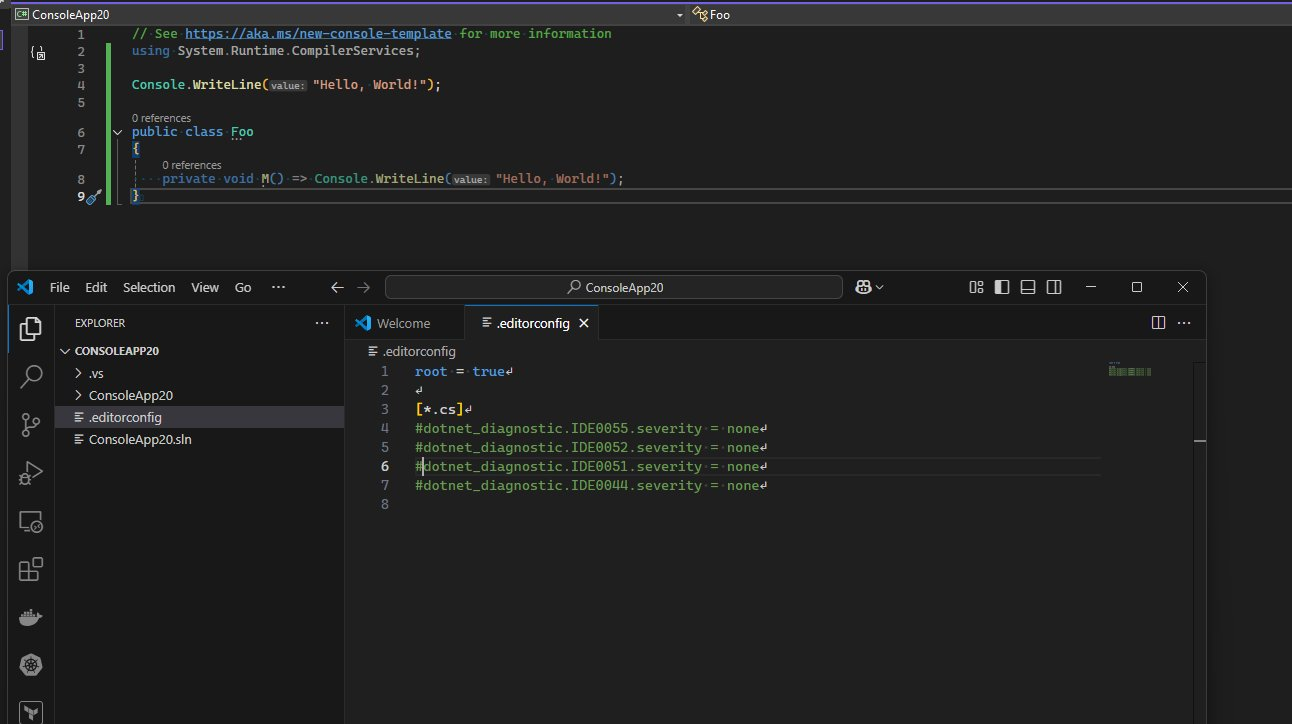 C# ConsoleApp20
Foo
1 // See https://aka.ms/new-console-template for more information
2 using System.Runtime.CompilerServices;
3
4 Console.WriteLine(value: "Hello, World!");
5
0 references
6 public class Foo
7 {
0 references
8 private void M() => Console.WriteLine(value: "Hello, World!");
9 }
File Edit Selection View Go ··· ConsoleApp20
EXPLORER ···
Welcome .editorconfig ···
CONSOLEAPP20
.vs
ConsoleApp20
.editorconfig
ConsoleApp20.sln
.editorconfig
1 root = true
2
3 [*.cs]
4 #dotnet_diagnostic.IDE0055.severity = none
5 #dotnet_diagnostic.IDE0052.severity = none
6 #dotnet_diagnostic.IDE0051.severity = none
7 #dotnet_diagnostic.IDE0044.severity = none
8